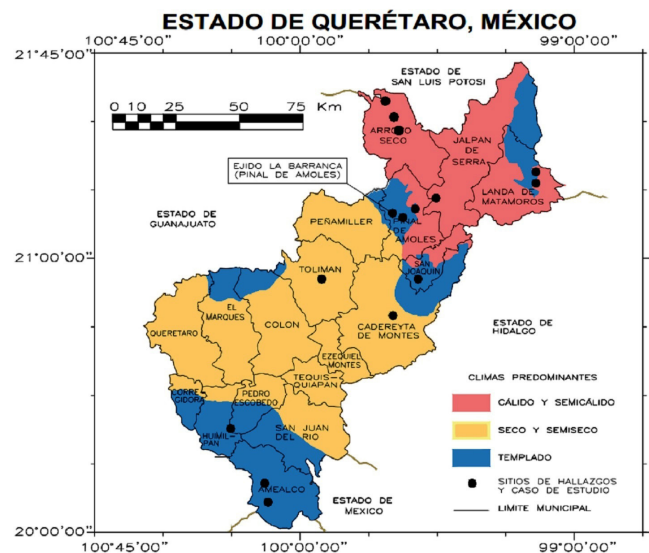 ESTADO DE QUERÉTARO, MÉXICO
100°45'00" 100°00'00" 99°00'00"
21°45'00"
ESTADO DE
SAN LUIS POTOSI
0 10 25 50 75 Km
ARROYO
SECO
JALPAN
DE
SERRA
EJIDO LA BARRANCA
(PINAL DE AMOLES)
LANDA DE
MATAMOROS
ESTADO DE
GUANAJUATO
PEÑAMILLER
PINAL
DE
AMOLES
21°00'00"
TOLIMAN
SAN
JOAQUIN
EL
MARQUES
QUERETARO
COLON
CADEREYTA
DE MONTES
ESTADO DE
HIDALGO
EZEQUIEL
MONTES
TEQUIS-
QUIAPAN
CORRE-
GIDORA
PEDRO
ESCOBEDO
HUIMIL-
PAN
SAN JUAN
DEL RIO
AMEALCO
ESTADO DE
MEXICO
CLIMAS PREDOMINANTES
CÁLIDO Y SEMICÁLIDO
SECO Y SEMISECO
TEMPLADO
SITIOS DE HALLAZGOS
Y CASO DE ESTUDIO
LIMITE MUNICIPAL
20°00'00"
100°45'00" 100°00'00" 99°00'00"